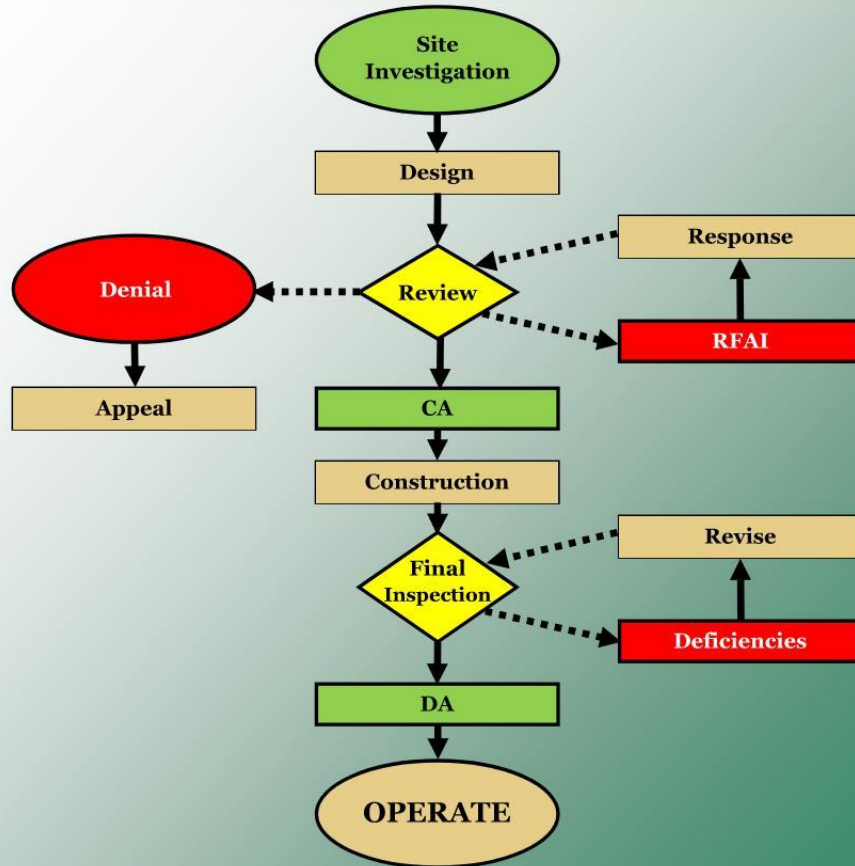 Site
Investigation
Design
Response
Denial
Review
RFAI
Appeal
CA
Construction
Revise
Final
Inspection
Deficiencies
DA
OPERATE